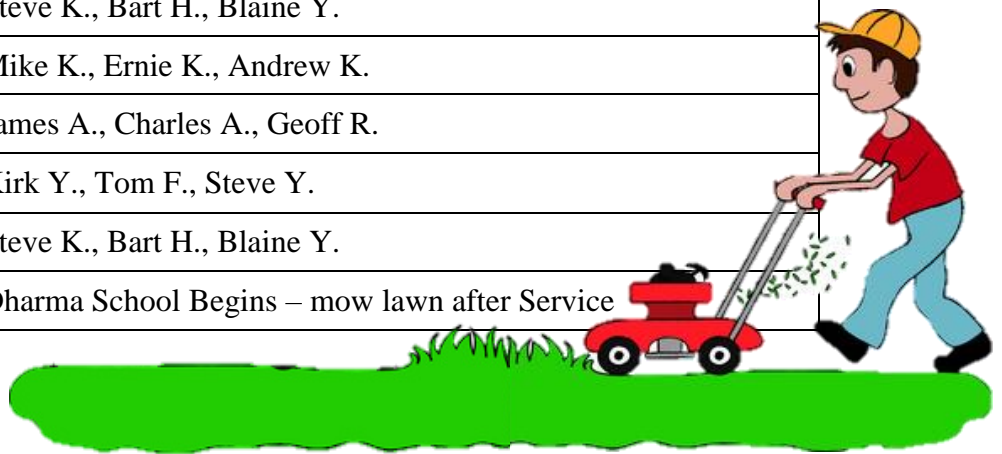 teve K., Bart H., Blaine Y.
Mike K., Ernie K., Andrew K.
ames A., Charles A., Geoff R.
Kirk Y., Tom F., Steve Y.
teve K., Bart H., Blaine Y.
Dharma School Begins – mow lawn after Service